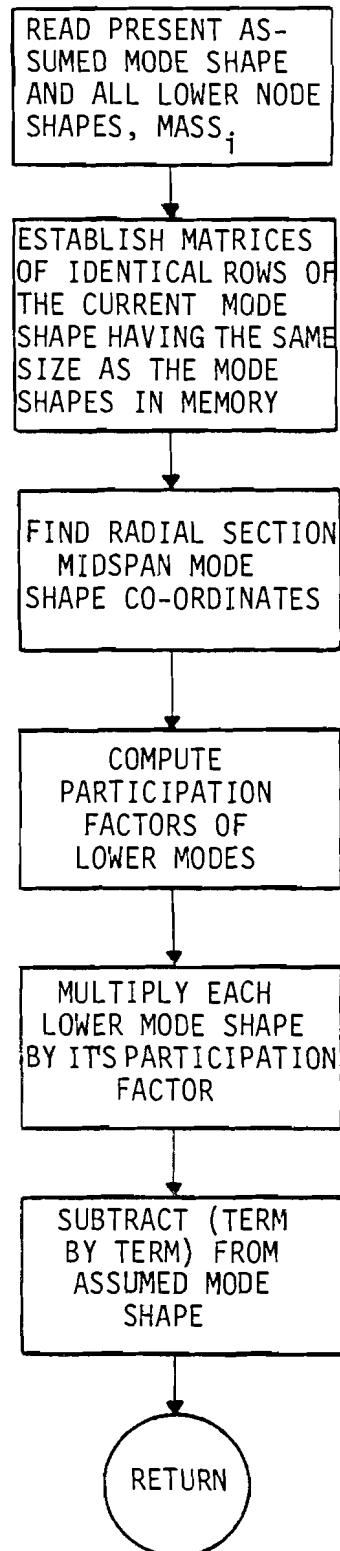 READ PRESENT AS-
SUMED MODE SHAPE
AND ALL LOWER NODE
SHAPES, MASSi
ESTABLISH MATRICES
OF IDENTICAL ROWS OF
THE CURRENT MODE
SHAPE HAVING THE SAME
SIZE AS THE MODE
SHAPES IN MEMORY
FIND RADIAL SECTION
MIDSPAN MODE
SHAPE CO-ORDINATES
COMPUTE
PARTICIPATION
FACTORS OF
LOWER MODES
MULTIPLY EACH
LOWER MODE SHAPE
BY IT'S PARTICIPATION
FACTOR
SUBTRACT (TERM
BY TERM) FROM
ASSUMED MODE
SHAPE
RETURN